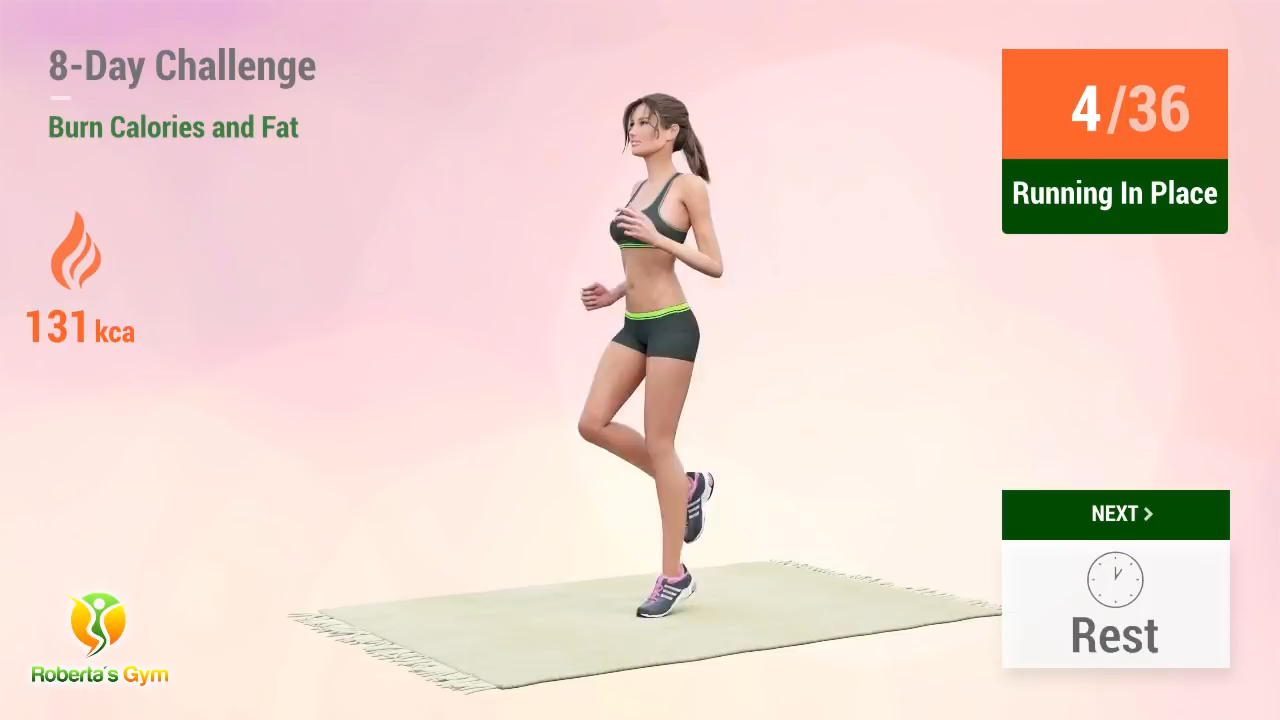 8-Day Challenge
Burn Calories and Fat
131 kca
4/36
Running In Place
NEXT >
Rest
Roberta´s Gym